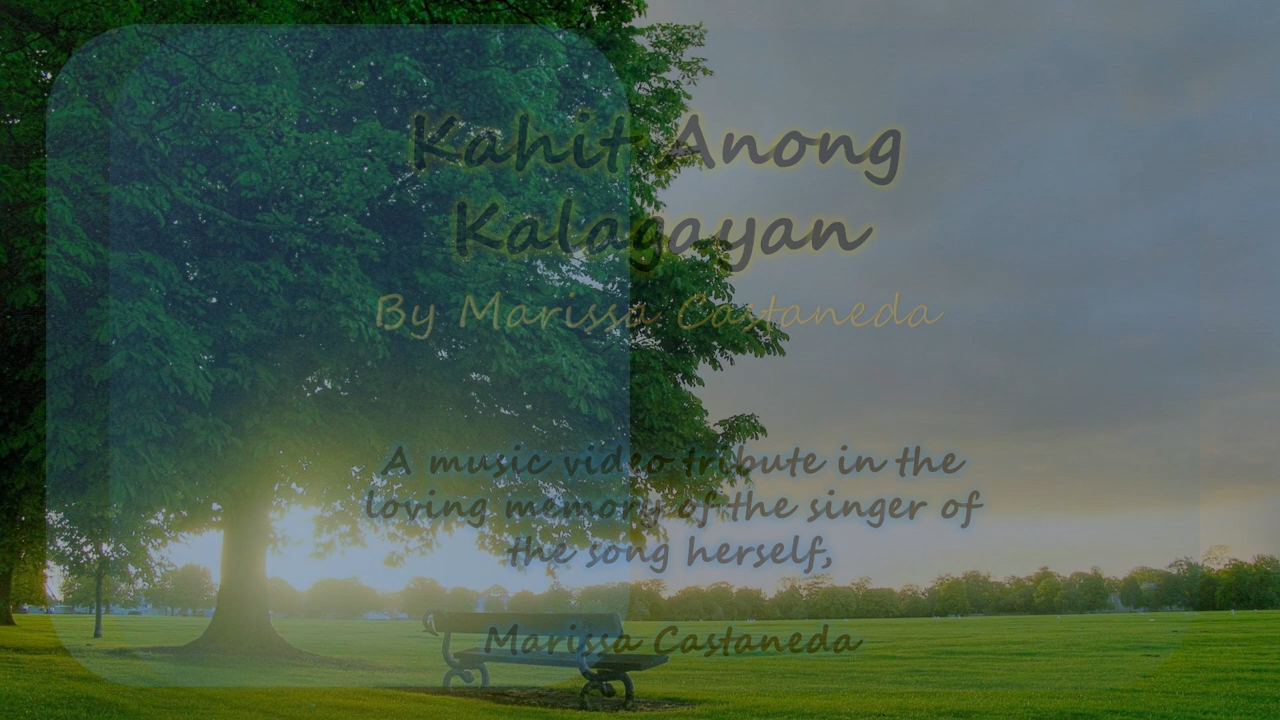 Kahit Anong
Kalagayan
By Marissa Castaneda
A music video tribute in the
loving memory of the singer of
the song herself,
Marissa Castaneda